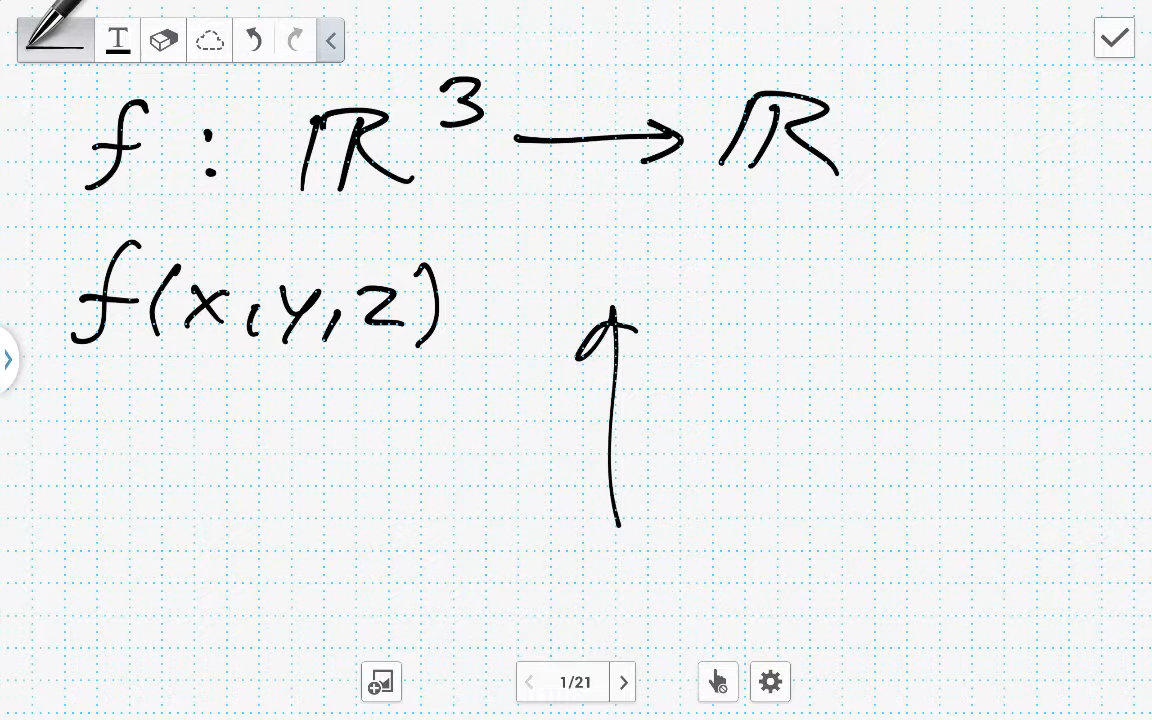 T
f : ℝ³ → ℝ
f(x, y, z)
1/21